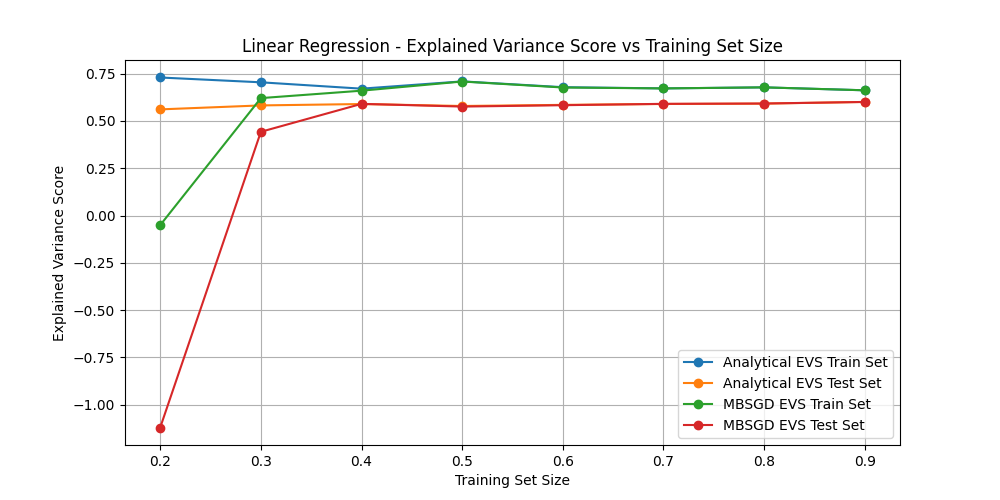 Linear Regression - Explained Variance Score vs Training Set Size
Explained Variance Score
0.75
0.50
0.25
0.00
−0.25
−0.50
−0.75
−1.00
Analytical EVS Train Set
Analytical EVS Test Set
MBSGD EVS Train Set
MBSGD EVS Test Set
0.2 0.3 0.4 0.5 0.6 0.7 0.8 0.9
Training Set Size